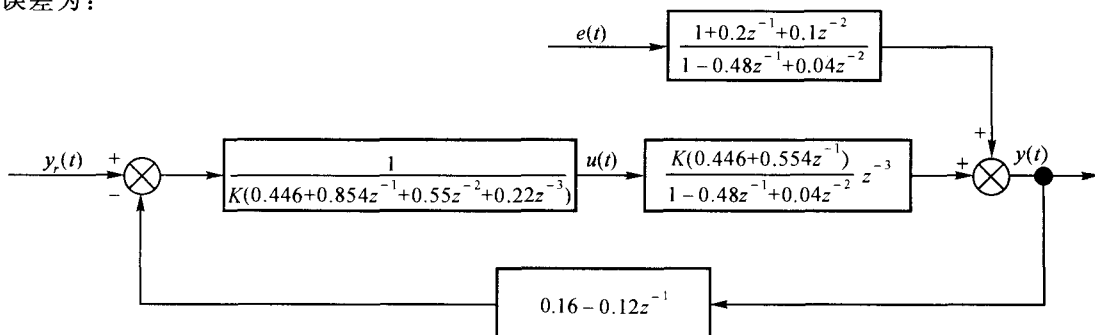 误差为：
e(t)
1+0.2z⁻¹+0.1z⁻²
1−0.48z⁻¹+0.04z⁻²
+
yᵣ(t)
+
−
1
K(0.446+0.854z⁻¹+0.55z⁻²+0.22z⁻³)
u(t)
K(0.446+0.554z⁻¹)
1−0.48z⁻¹+0.04z⁻²
z⁻³
+
y(t)
0.16−0.12z⁻¹